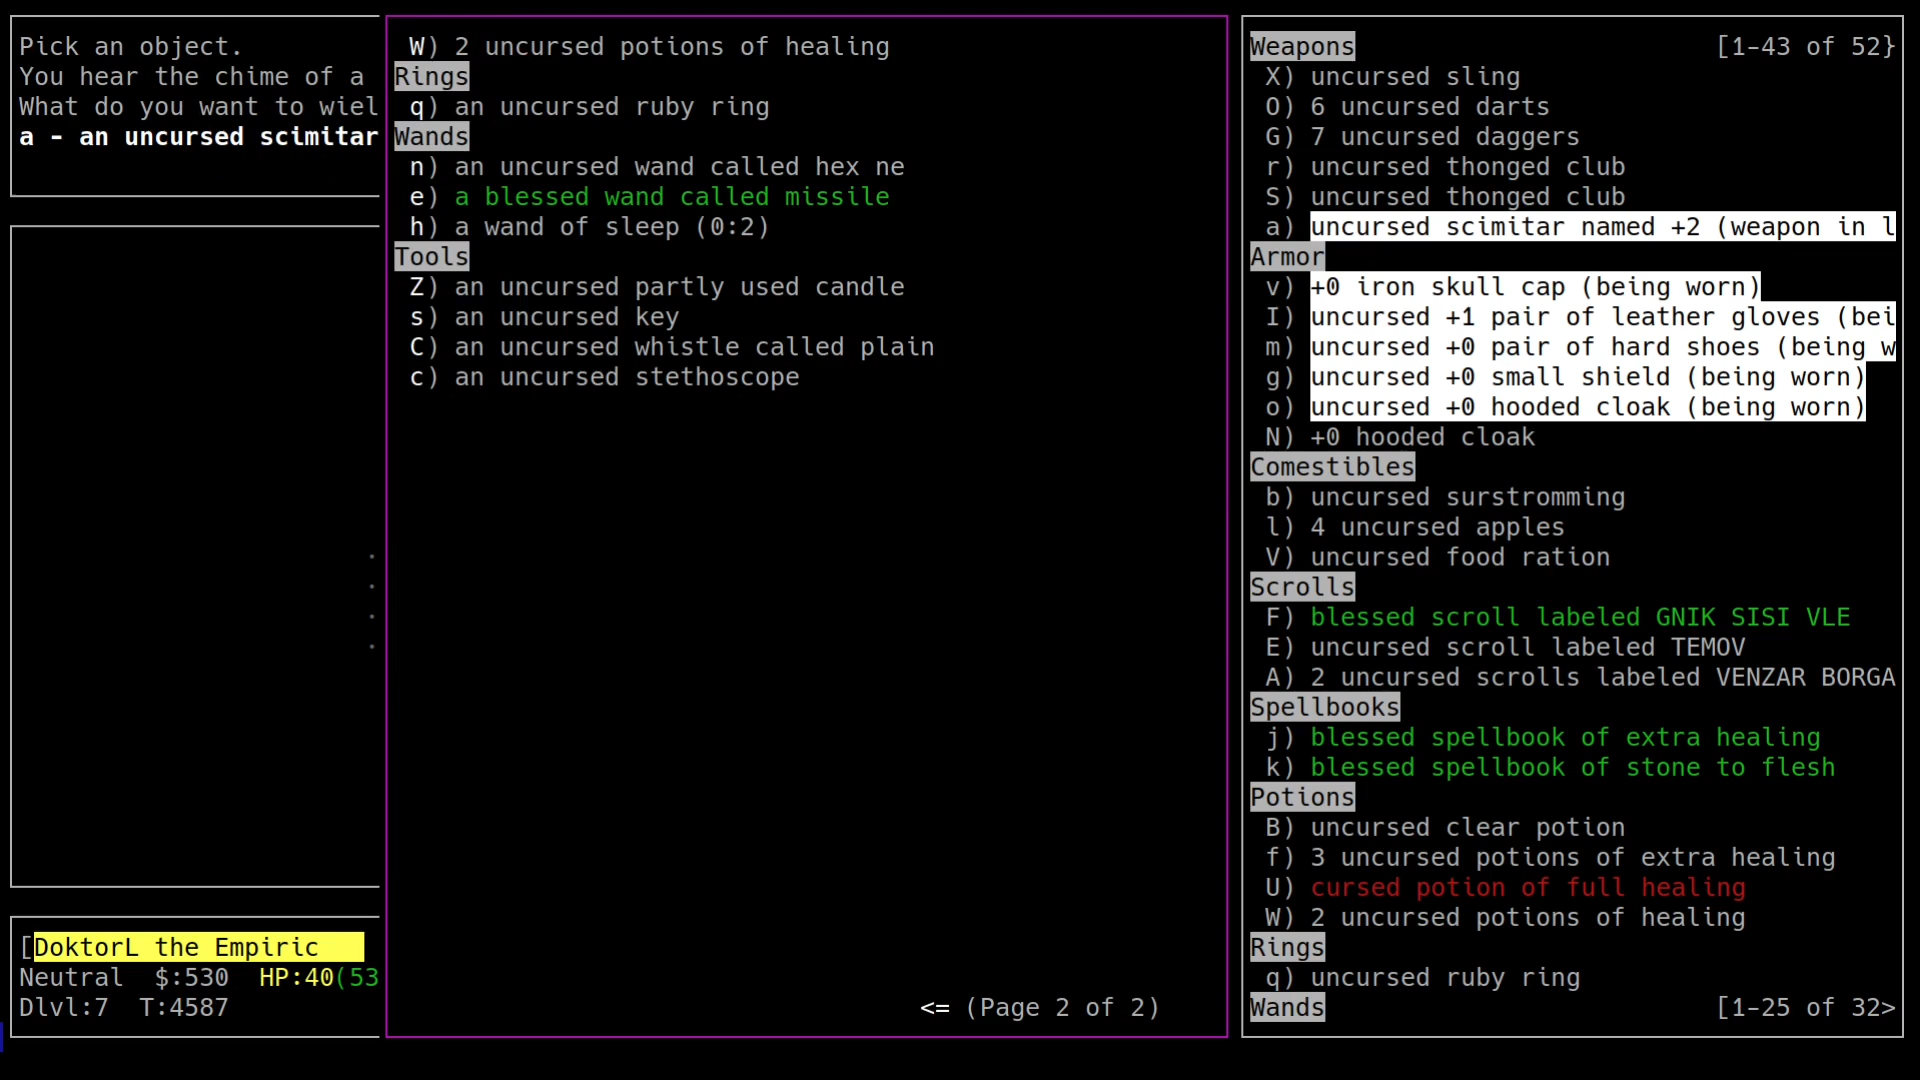 Pick an object.
You hear the chime of a
What do you want to wiel
a - an uncursed scimitar
[DoktorL the Empiric
Neutral $:530 HP:40(53
Dlvl:7 T:4587
W) 2 uncursed potions of healing
Rings
q) an uncursed ruby ring
Wands
n) an uncursed wand called hex ne
e) a blessed wand called missile
h) a wand of sleep (0:2)
Tools
Z) an uncursed partly used candle
s) an uncursed key
C) an uncursed whistle called plain
c) an uncursed stethoscope
<= (Page 2 of 2)
Weapons [1-43 of 52}
X) uncursed sling
O) 6 uncursed darts
G) 7 uncursed daggers
r) uncursed thonged club
S) uncursed thonged club
a) uncursed scimitar named +2 (weapon in l
Armor
v) +0 iron skull cap (being worn)
I) uncursed +1 pair of leather gloves (bei
m) uncursed +0 pair of hard shoes (being w
g) uncursed +0 small shield (being worn)
o) uncursed +0 hooded cloak (being worn)
N) +0 hooded cloak
Comestibles
b) uncursed surstromming
l) 4 uncursed apples
V) uncursed food ration
Scrolls
F) blessed scroll labeled GNIK SISI VLE
E) uncursed scroll labeled TEMOV
A) 2 uncursed scrolls labeled VENZAR BORGA
Spellbooks
j) blessed spellbook of extra healing
k) blessed spellbook of stone to flesh
Potions
B) uncursed clear potion
f) 3 uncursed potions of extra healing
U) cursed potion of full healing
W) 2 uncursed potions of healing
Rings
q) uncursed ruby ring
Wands [1-25 of 32>